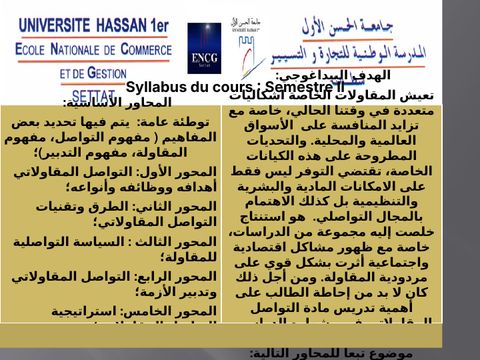 UNIVERSITE HASSAN 1er
ECOLE NATIONALE DE COMMERCE
ET DE GESTION
SETTAT
ENCG
جامعة الحسن الأول
المدرسة الوطنية للتجارة و التسيير
سطات
Syllabus du cours : Semestre II
الهدف البيداغوجي:
تعيش المقاولات الخاصة اشكاليات
متعددة في وقتنا الحالي، خاصة مع
تزايد المنافسة على الأسواق
العالمية والمحلية. والتحديات
المطروحة على هذه الكيانات
الخاصة، تقتضي التوفر ليس فقط
على الامكانات المادية والبشرية
والتنظيمية بل كذلك الاهتمام
بالمجال التواصلي. هو استنتاج
خلصت إليه مجموعة من الدراسات،
خاصة مع ظهور مشاكل اقتصادية
واجتماعية أثرت بشكل قوي على
مردودية المقاولة. ومن أجل ذلك
كان لا بد من إحاطة الطالب على
أهمية تدريس مادة التواصل
موضوع تبعا للمحاور التالية:
المحاور الأساسية:
توطئة عامة: يتم فيها تحديد بعض
المفاهيم ( مفهوم التواصل، مفهوم
المقاولة، مفهوم التدبير)؛
المحور الأول: التواصل المقاولاتي
أهدافه ووظائفه وأنواعه؛
المحور الثاني: الطرق وتقنيات
التواصل المقاولاتي؛
المحور الثالث : السياسة التواصلية
للمقاولة؛
المحور الرابع: التواصل المقاولاتي
وتدبير الأزمة؛
المحور الخامس: استراتيجية